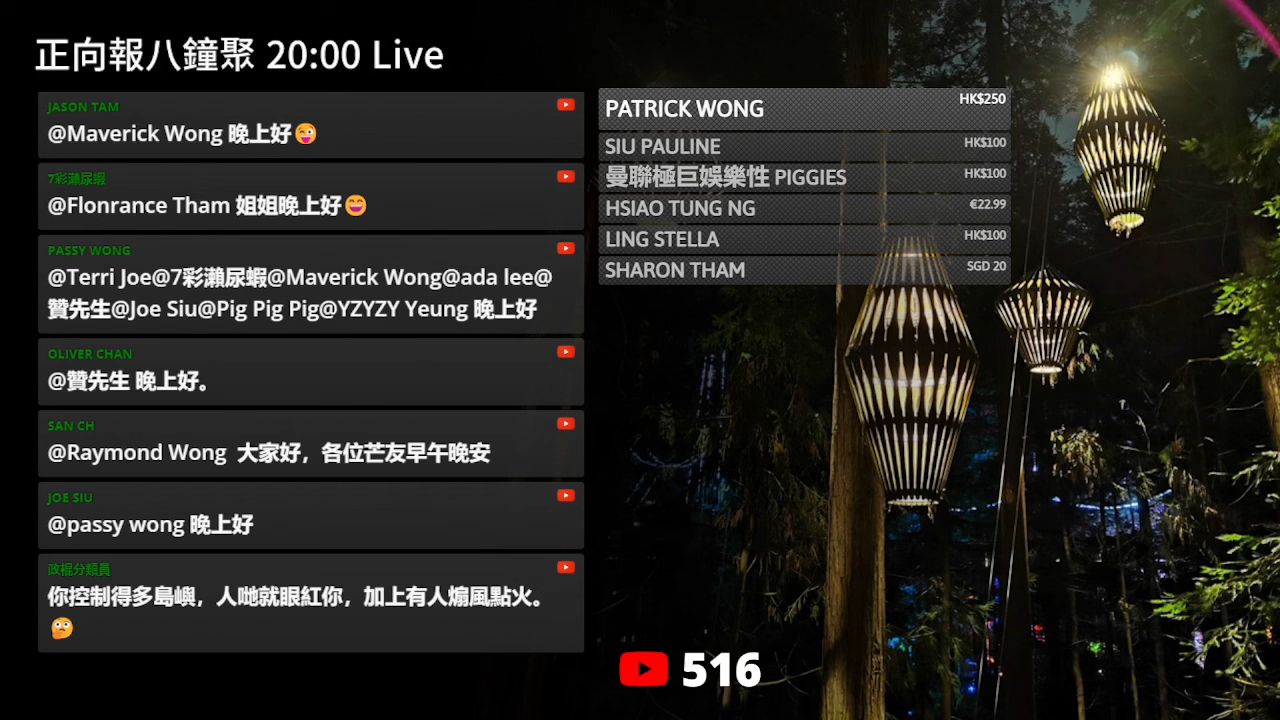 正向報八鐘聚 20:00 Live
JASON TAM
@Maverick Wong 晚上好😜
7彩瀨尿蝦
@Flonrance Tham 姐姐晚上好😄
PASSY WONG
@Terri Joe@7彩瀨尿蝦@Maverick Wong@ada lee@
贊先生@Joe Siu@Pig Pig Pig@YZYZY Yeung 晚上好
OLIVER CHAN
@贊先生 晚上好。
SAN CH
@Raymond Wong 大家好，各位芒友早午晚安
JOE SIU
@passy wong 晚上好
政棍分類員
你控制得多島嶼，人哋就眼紅你，加上有人煽風點火。
🤔
PATRICK WONG HK$250
SIU PAULINE HK$100
曼聯極巨娛樂性 PIGGIES HK$100
HSIAO TUNG NG €22.99
LING STELLA HK$100
SHARON THAM SGD 20
516